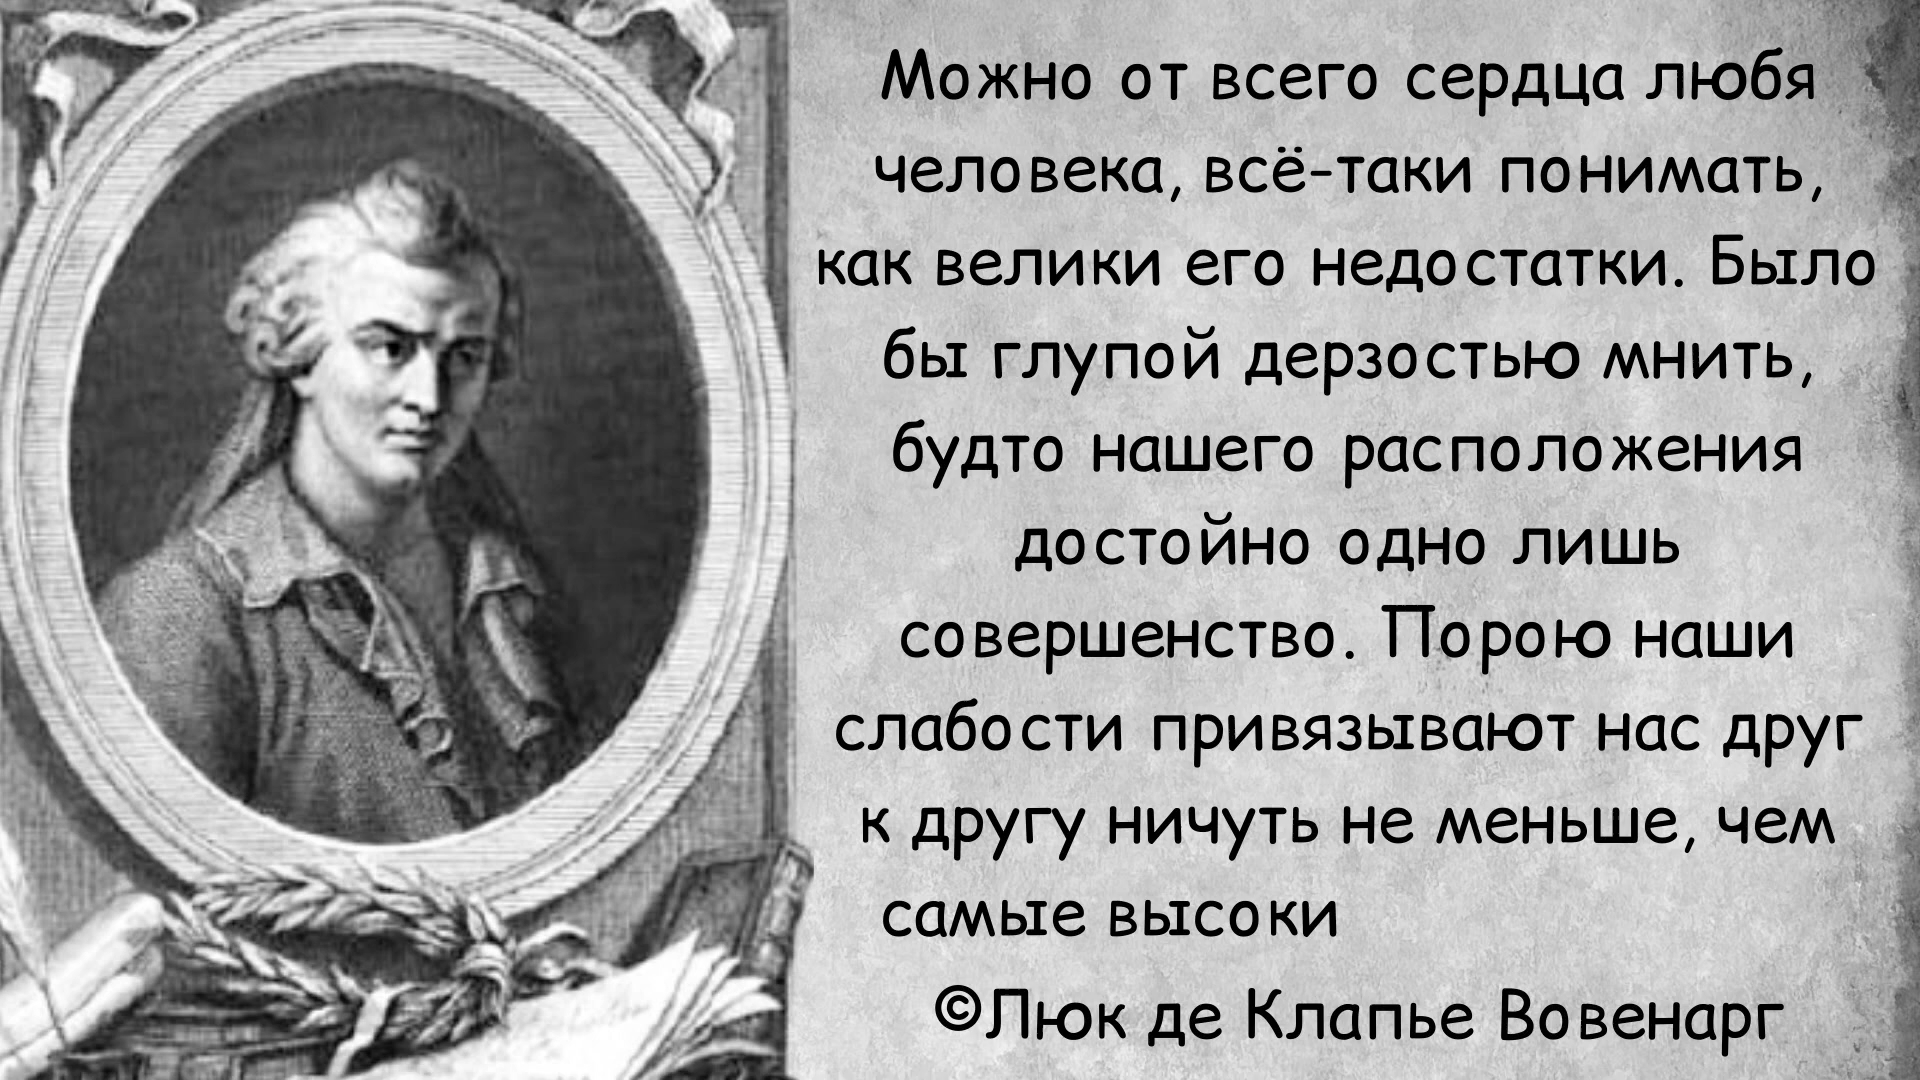 Можно от всего сердца любя
человека, всё-таки понимать,
как велики его недостатки. Было
бы глупой дерзостью мнить,
будто нашего расположения
достойно одно лишь
совершенство. Порою наши
слабости привязывают нас друг
к другу ничуть не меньше, чем
самые высоки
©Люк де Клапье Вовенарг